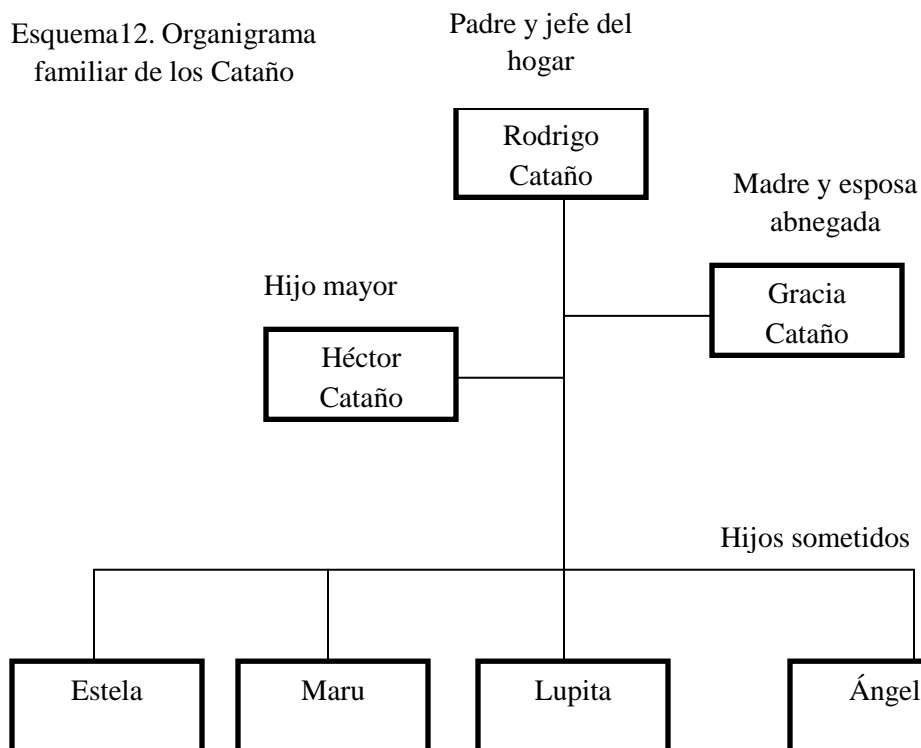 Esquema12. Organigrama
familiar de los Cataño
Padre y jefe del
hogar
Rodrigo
Cataño
Madre y esposa
abnegada
Gracia
Cataño
Hijo mayor
Héctor
Cataño
Hijos sometidos
Estela
Maru
Lupita
Ángel